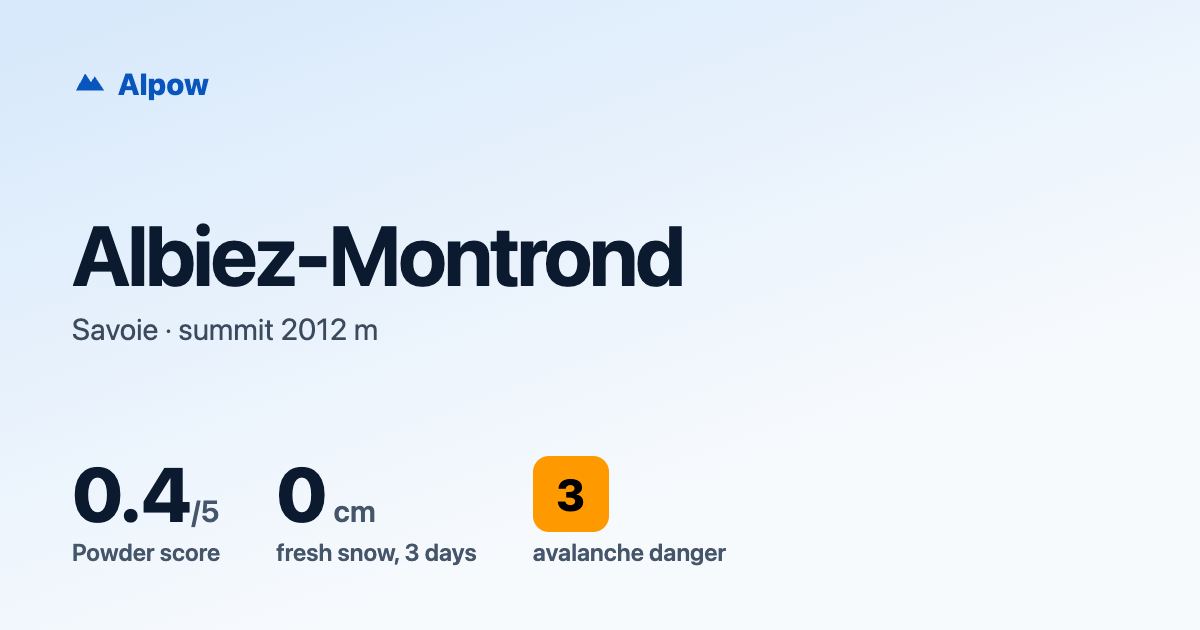 Alpow
Albiez-Montrond
Savoie · summit 2012 m
0.4/5
Powder score
0 cm
fresh snow, 3 days
3
avalanche danger